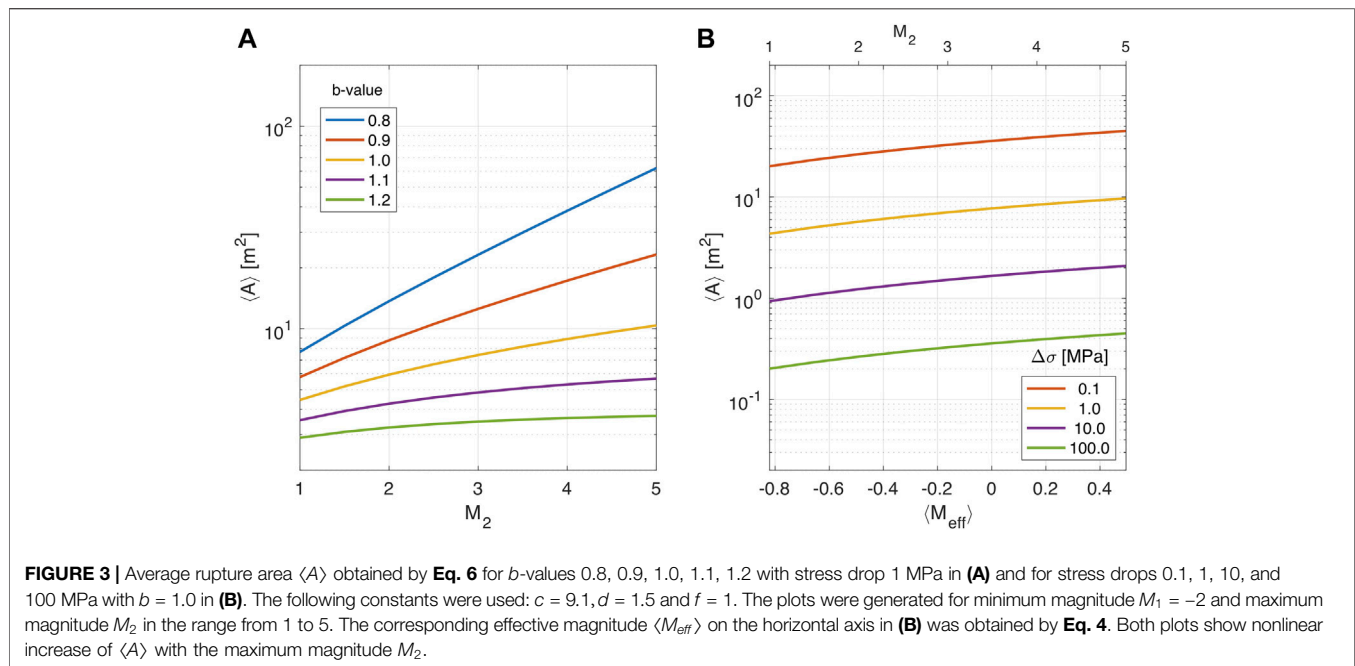 A
b-value
0.8
0.9
1.0
1.1
1.2
10²
10¹
⟨A⟩ [m²]
1 2 3 4 5
M₂
B
M₂
1 2 3 4 5
10²
10¹
10⁰
10⁻¹
⟨A⟩ [m²]
Δσ [MPa]
0.1
1.0
10.0
100.0
-0.8 -0.6 -0.4 -0.2 0 0.2 0.4
⟨M_eff⟩
FIGURE 3 | Average rupture area ⟨A⟩ obtained by Eq. 6 for b-values 0.8, 0.9, 1.0, 1.1, 1.2 with stress drop 1 MPa in (A) and for stress drops 0.1, 1, 10, and
100 MPa with b = 1.0 in (B). The following constants were used: c = 9.1, d = 1.5 and f = 1. The plots were generated for minimum magnitude M₁ = −2 and maximum
magnitude M₂ in the range from 1 to 5. The corresponding effective magnitude ⟨M_eff⟩ on the horizontal axis in (B) was obtained by Eq. 4. Both plots show nonlinear
increase of ⟨A⟩ with the maximum magnitude M₂.